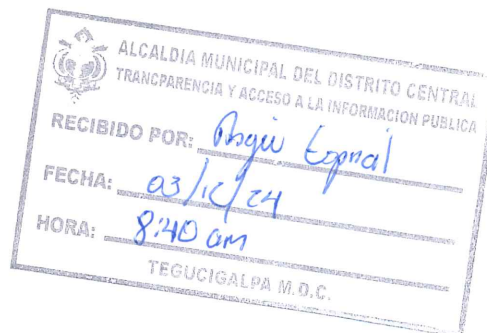 ALCALDIA MUNICIPAL DEL DISTRITO CENTRAL
TRANCPARENCIA Y ACCESO A LA INFORMACION PUBLICA
RECIBIDO POR:
FECHA: 03/12/24
HORA: 8:40 am
TEGUCIGALPA M.D.C.